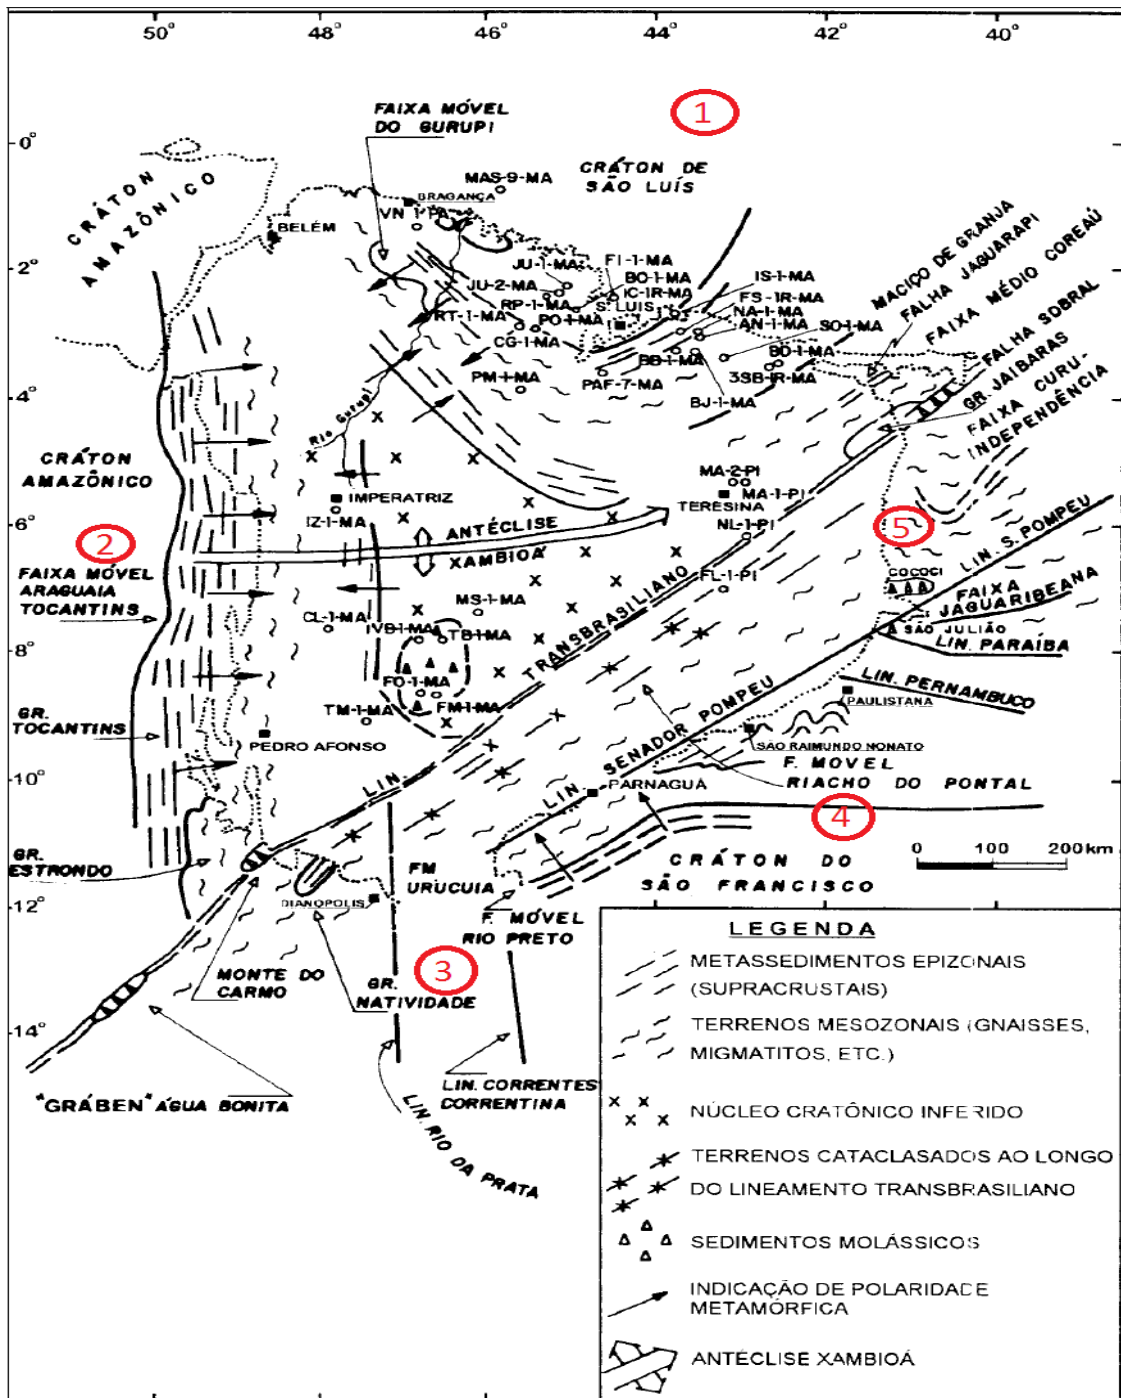 50°
48°
46°
44°
42°
40°
0°
2°
4°
6°
8°
10°
12°
14°
1
2
3
4
5
FAIXA MÓVEL
DO GURUPI
CRÁTON DE
SÃO LUÍS
CRÁTON
AMAZÔNICO
MAS-9-MA
BRAGANÇA
VN-1-PA
BELÉM
JU-1-MA
FI-1-MA
JU-2-MA
BO-1-MA
IS-1-MA
RP-1-MA
IC-1R-MA
FS-1R-MA
S. LUIS
NA-1-MA
RT-1-MA
PO-1-MA
AN-1-MA
SO-1-MA
CG-1-MA
BB-1-MA
BD-1-MA
PM-1-MA
PAF-7-MA
3SB-1R-MA
BJ-1-MA
MACIÇO DE GRANJA
FALHA JAGUARAPI
FAIXA MÉDIO COREAÚ
FALHA SOBRAL
GR. JAIBARAS
FAIXA CURU-
INDEPENDÊNCIA
Rio Gurupi
CRÁTON
AMAZÔNICO
IMPERATRIZ
IZ-1-MA
ANTÉCLISE
XAMBIOÁ
MA-2-PI
MA-1-PI
TERESINA
NL-1-PI
FL-1-PI
LIN. S. POMPEU
COCOCI
FAIXA
JAGUARIBEANA
SÃO JULIÃO
LIN. PARAÍBA
FAIXA MÓVEL
ARAGUAIA
TOCANTINS
CL-1-MA
MS-1-MA
IVB-1-MA
TB-1-MA
FO-1-MA
TM-1-MA
FM-1-MA
LIN. TRANSBRASILIANO
LIN. SENADOR POMPEU
LIN. PERNAMBUCO
PAULISTANA
GR.
TOCANTINS
PEDRO AFONSO
SÃO RAIMUNDO NONATO
F. MOVEL
RIACHO DO PONTAL
PARNAGUÁ
GR.
ESTRONDO
FM
URUCUIA
DIANOPOLIS
CRÁTON DO
SÃO FRANCISCO
0 100 200 km
F. MÓVEL
RIO PRETO
MONTE DO
CARMO
GR.
NATIVIDADE
"GRÁBEN" ÁGUA BONITA
LIN. CORRENTES
CORRENTINA
LIN. RIO DA PRATA
LEGENDA
METASSEDIMENTOS EPIZONAIS
(SUPRACRUSTAIS)
TERRENOS MESOZONAIS (GNAISSES,
MIGMATITOS, ETC.)
NÚCLEO CRATÔNICO INFERIDO
TERRENOS CATACLASADOS AO LONGO
DO LINEAMENTO TRANSBRASILIANO
SEDIMENTOS MOLÁSSICOS
INDICAÇÃO DE POLARIDADE
METAMÓRFICA
ANTÉCLISE XAMBIOÁ